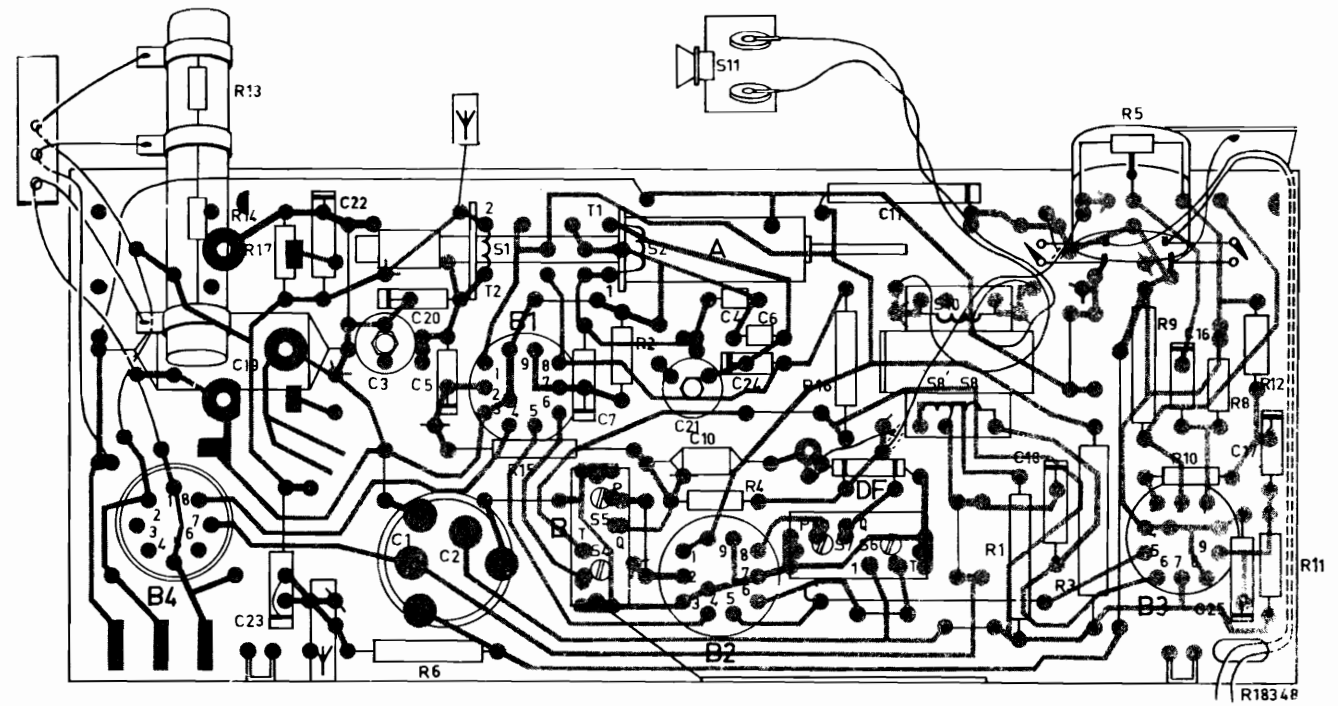 S11
R5
R13
R14
C22
R17
2
S1
T1
S2
A
C11
T2
1
S10
C20
B1
C4
C6
R2
R9
C16
C19
C3
C5
1
2
3
4
5
6
7
8
9
C7
C24
R16
S8'
S8
R8
R12
C21
R15
C10
R4
DF
C18
R10
C17
P
S5
T
Q
S4
B
P
S7
S6
Q
T
1
C1
C2
8
7
6
2
3
4
B4
1
2
3
4
5
6
7
8
9
B2
R1
R3
5
6
7
9
B3
C25
R11
C23
R6
R18348